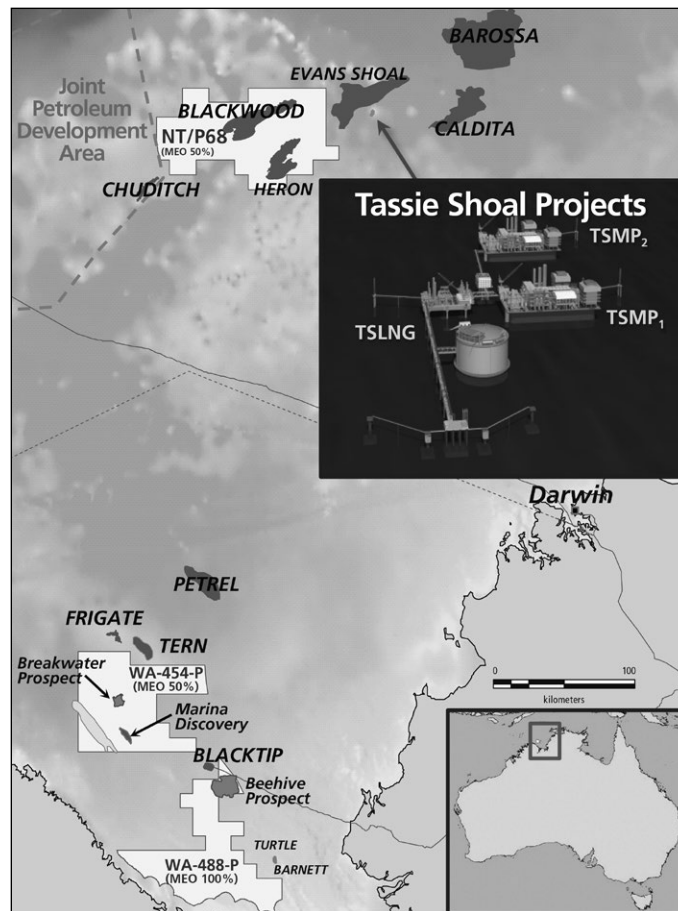 BAROSSA
EVANS SHOAL
Joint
Petroleum
Development
Area
BLACKWOOD
NT/P68
(MEO 50%)
CALDITA
CHUDITCH
HERON
Tassie Shoal Projects
TSMP2
TSLNG
TSMP1
Darwin
PETREL
FRIGATE
TERN
Breakwater
Prospect
WA-454-P
(MEO 50%)
0
100
kilometers
Marina
Discovery
BLACKTIP
Beehive
Prospect
TURTLE
BARNETT
WA-488-P
(MEO 100%)